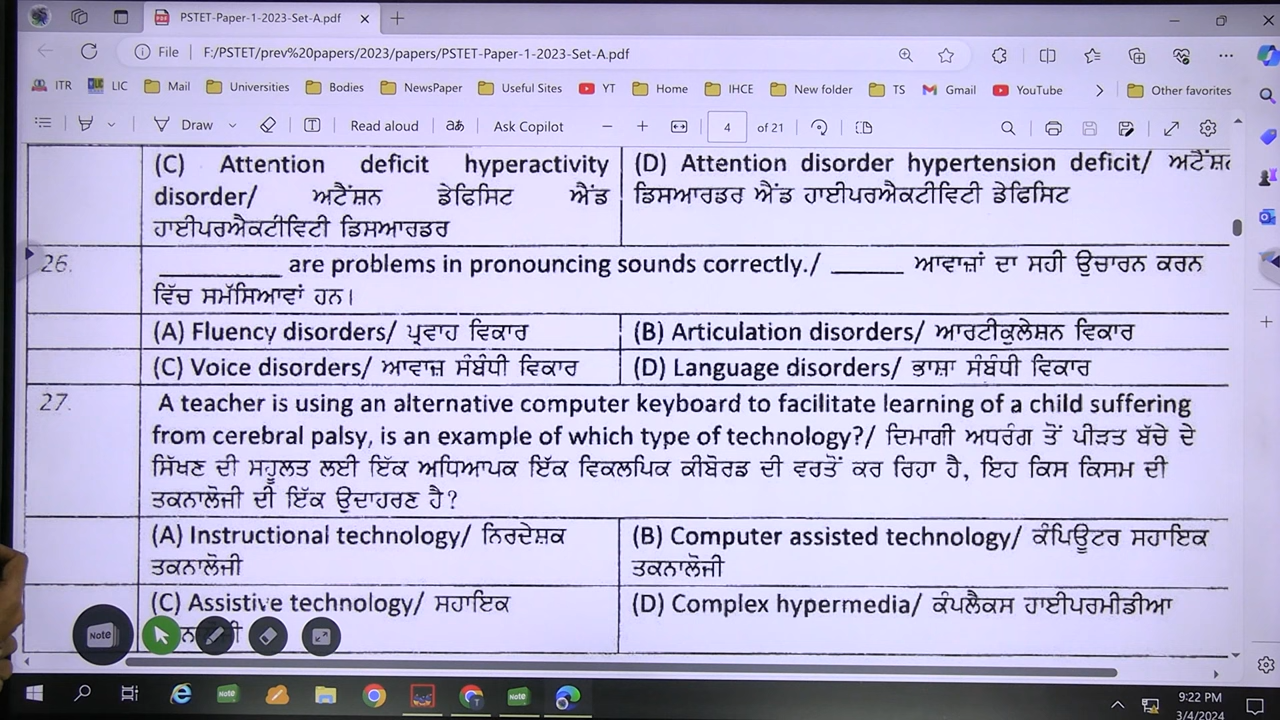 PSTET-Paper-1-2023-Set-A.pdf
File F:/PSTET/prev%20papers/2023/papers/PSTET-Paper-1-2023-Set-A.pdf
ITR LIC Mail Universities Bodies NewsPaper Useful Sites YT Home IHCE New folder TS Gmail YouTube Other favorites
Draw Read aloud Ask Copilot 4 of 21
(C) Attention deficit hyperactivity
disorder/ ਅਟੈਂਸ਼ਨ ਡੇਫਿਸਿਟ ਐਂਡ
ਹਾਈਪਰਐਕਟੀਵਿਟੀ ਡਿਸਆਰਡਰ
(D) Attention disorder hypertension deficit/
ਡਿਸਆਰਡਰ ਐਂਡ ਹਾਈਪਰਐਕਟੀਵਿਟੀ ਡੇਫਿਸਿਟ
26. __________ are problems in pronouncing sounds correctly./ ______ ਆਵਾਜ਼ਾਂ ਦਾ ਸਹੀ ਉਚਾਰਨ ਕਰਨ
ਵਿੱਚ ਸਮੱਸਿਆਵਾਂ ਹਨ।
(A) Fluency disorders/ ਪ੍ਰਵਾਹ ਵਿਕਾਰ
(B) Articulation disorders/ ਆਰਟੀਕੁਲੇਸ਼ਨ ਵਿਕਾਰ
(C) Voice disorders/ ਆਵਾਜ਼ ਸੰਬੰਧੀ ਵਿਕਾਰ
(D) Language disorders/ ਭਾਸ਼ਾ ਸੰਬੰਧੀ ਵਿਕਾਰ
27. A teacher is using an alternative computer keyboard to facilitate learning of a child suffering
from cerebral palsy, is an example of which type of technology?/ ਦਿਮਾਗੀ ਅਧਰੰਗ ਤੋਂ ਪੀੜਤ ਬੱਚੇ ਦੇ
ਸਿੱਖਣ ਦੀ ਸਹੂਲਤ ਲਈ ਇੱਕ ਅਧਿਆਪਕ ਇੱਕ ਵਿਕਲਪਿਕ ਕੀਬੋਰਡ ਦੀ ਵਰਤੋਂ ਕਰ ਰਿਹਾ ਹੈ, ਇਹ ਕਿਸ ਕਿਸਮ ਦੀ
ਤਕਨਾਲੋਜੀ ਦੀ ਇੱਕ ਉਦਾਹਰਣ ਹੈ?
(A) Instructional technology/ ਨਿਰਦੇਸ਼ਕ
ਤਕਨਾਲੋਜੀ
(B) Computer assisted technology/ ਕੰਪਿਊਟਰ ਸਹਾਇਕ
ਤਕਨਾਲੋਜੀ
(C) Assistive technology/ ਸਹਾਇਕ
(D) Complex hypermedia/ ਕੰਪਲੈਕਸ ਹਾਈਪਰਮੀਡੀਆ
Note
Note Note
9:22 PM
3/4/2024